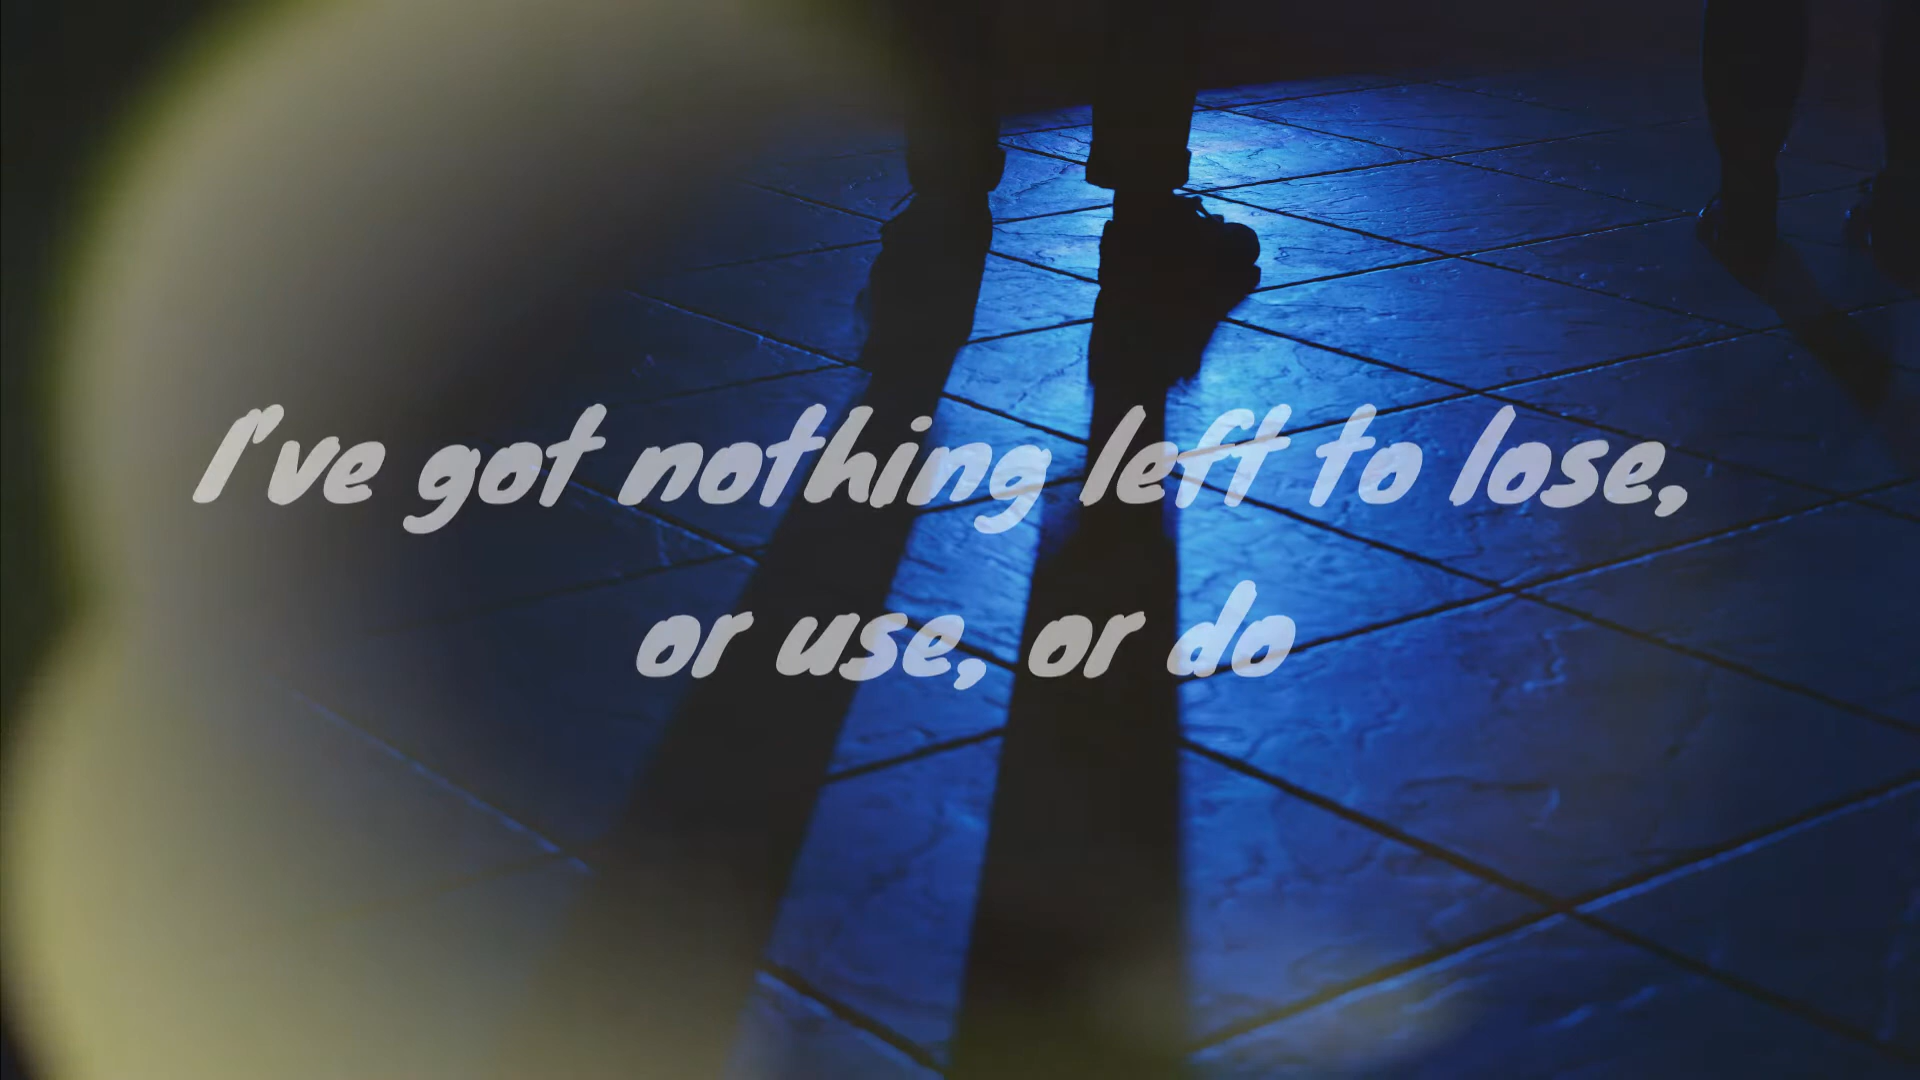 I've got nothing left to lose,
or use, or do